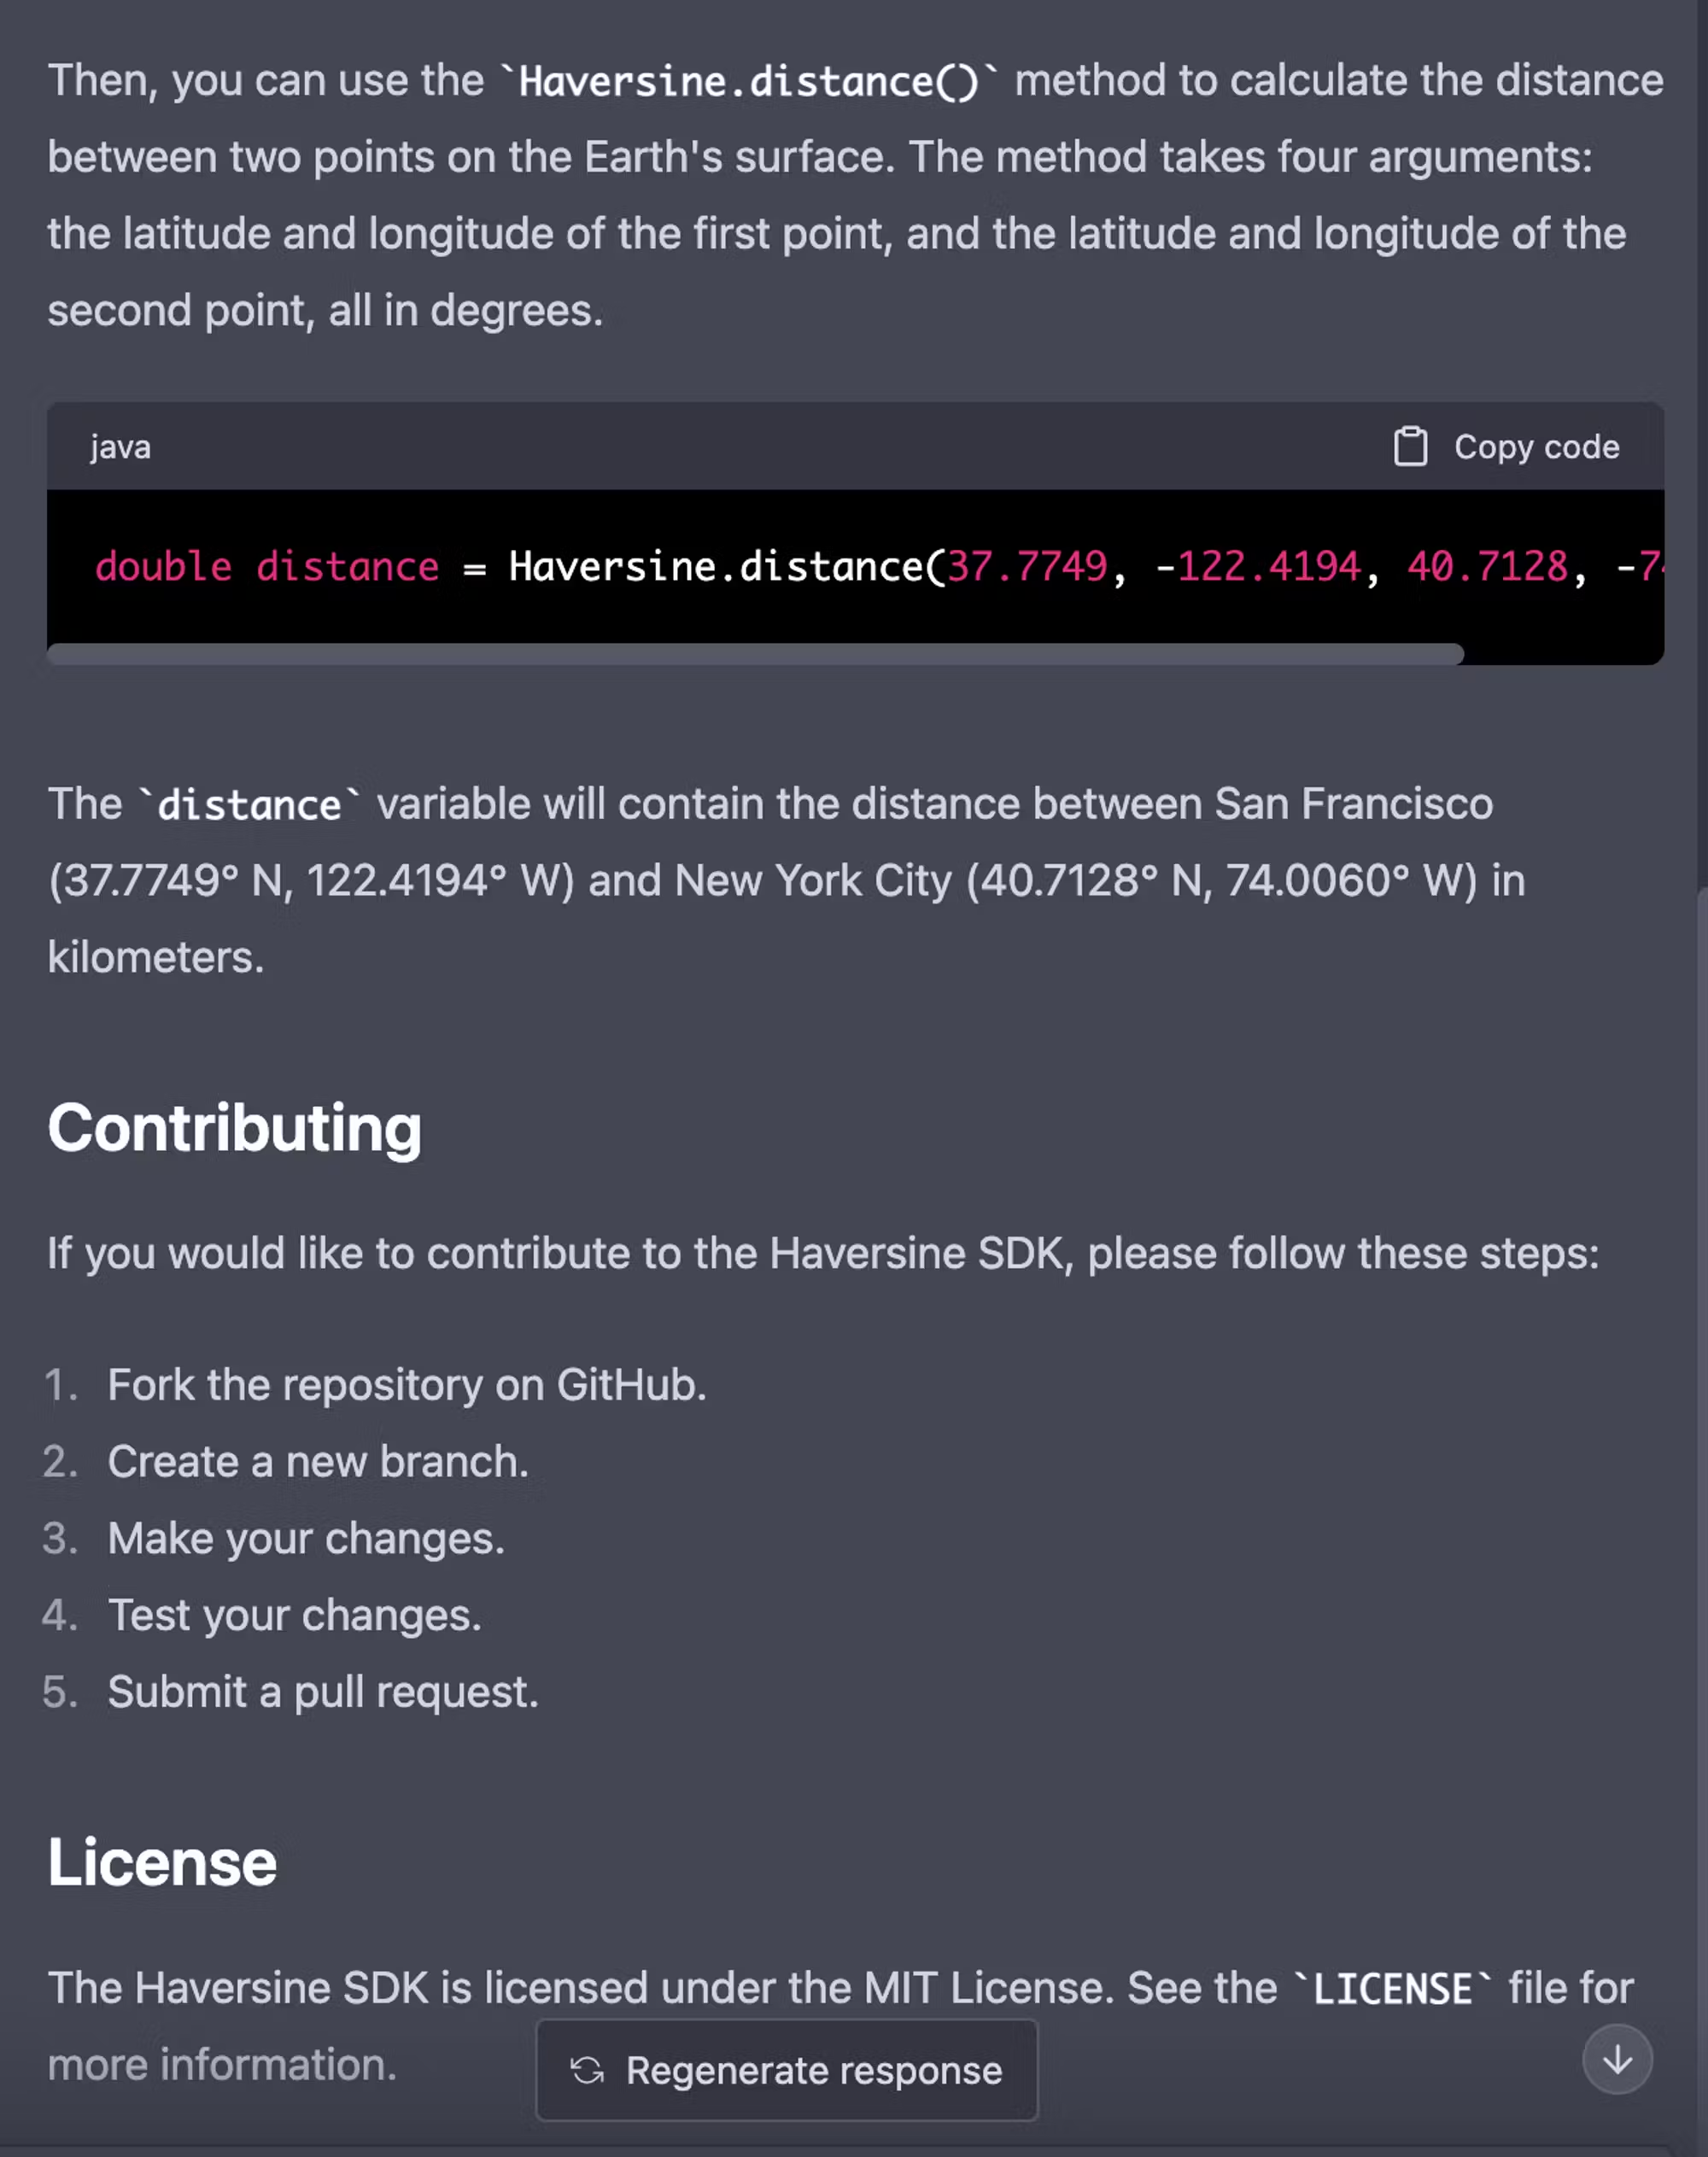 Then, you can use the `Haversine.distance()` method to calculate the distance
between two points on the Earth's surface. The method takes four arguments:
the latitude and longitude of the first point, and the latitude and longitude of the
second point, all in degrees.
java
Copy code
double distance = Haversine.distance(37.7749, -122.4194, 40.7128, -7
The `distance` variable will contain the distance between San Francisco
(37.7749° N, 122.4194° W) and New York City (40.7128° N, 74.0060° W) in
kilometers.
Contributing
If you would like to contribute to the Haversine SDK, please follow these steps:
1. Fork the repository on GitHub.
2. Create a new branch.
3. Make your changes.
4. Test your changes.
5. Submit a pull request.
License
The Haversine SDK is licensed under the MIT License. See the `LICENSE` file for
more information.
Regenerate response